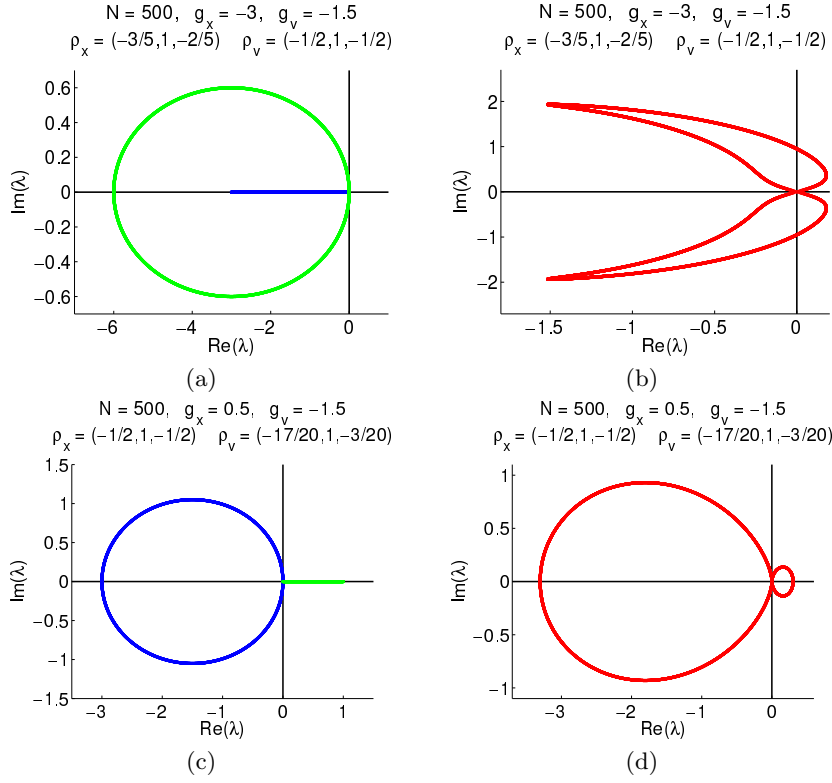 N = 500, g_x = −3, g_v = −1.5
ρ_x = (−3/5,1,−2/5) ρ_v = (−1/2,1,−1/2)
0.6
0.4
0.2
0
−0.2
−0.4
−0.6
Im(λ)
−6 −4 −2 0
Re(λ)
(a)
N = 500, g_x = −3, g_v = −1.5
ρ_x = (−3/5,1,−2/5) ρ_v = (−1/2,1,−1/2)
2
1
0
−1
−2
Im(λ)
−1.5 −1 −0.5 0
Re(λ)
(b)
N = 500, g_x = 0.5, g_v = −1.5
ρ_x = (−1/2,1,−1/2) ρ_v = (−17/20,1,−3/20)
1.5
1
0.5
0
−0.5
−1
−1.5
Im(λ)
−3 −2 −1 0 1
Re(λ)
(c)
N = 500, g_x = 0.5, g_v = −1.5
ρ_x = (−1/2,1,−1/2) ρ_v = (−17/20,1,−3/20)
1
0.5
0
−0.5
−1
Im(λ)
−3 −2 −1 0
Re(λ)
(d)